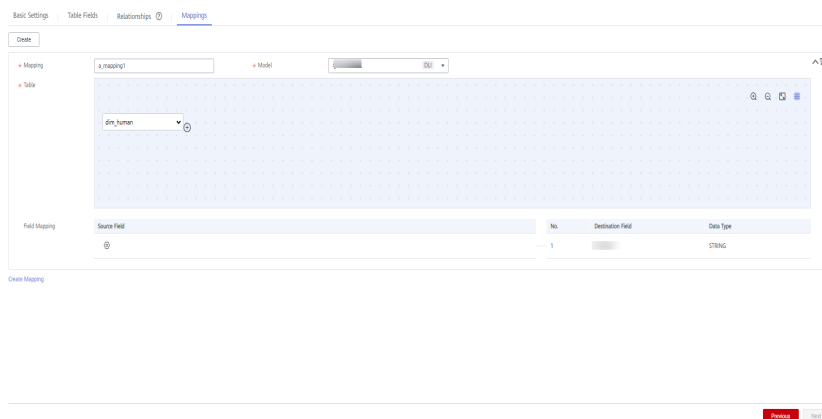 Basic Settings Table Fields Relationships ? Mappings
Create
* Mapping a_mapping1 * Model DLI
* Table
dim_human
Field Mapping Source Field No. Destination Field Data Type
1 STRING
Create Mapping
Previous Next